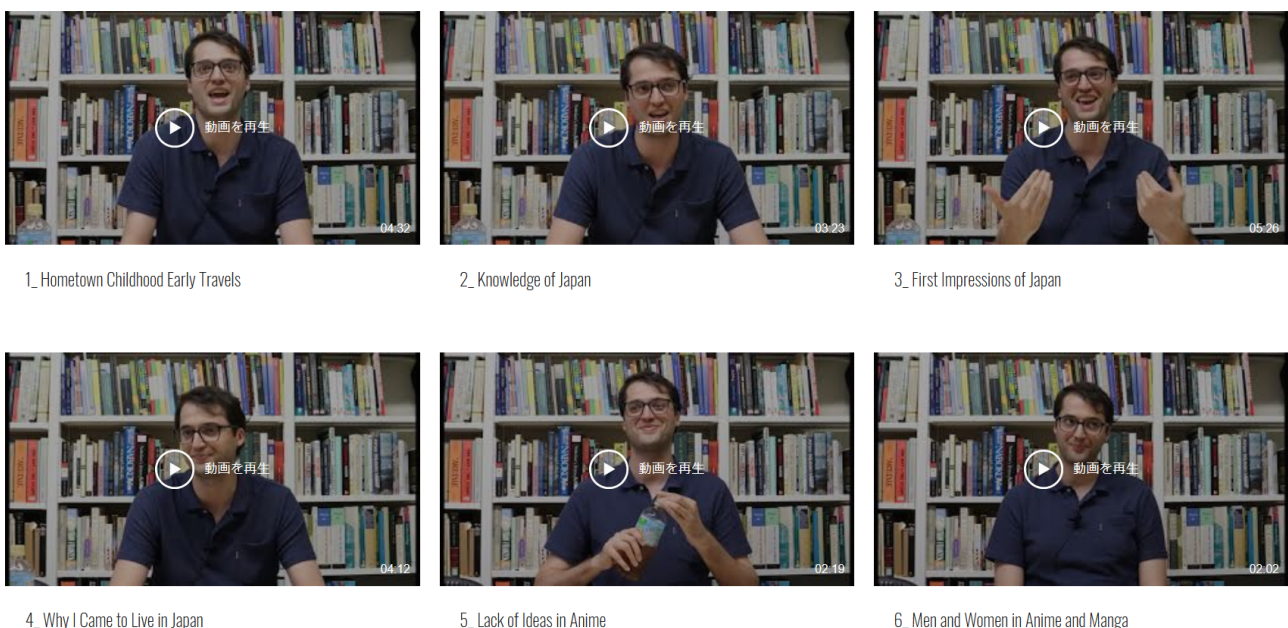 動画を再生
04:32
動画を再生
03:23
動画を再生
05:26
1_ Hometown Childhood Early Travels
2_ Knowledge of Japan
3_ First Impressions of Japan
動画を再生
04:12
動画を再生
02:19
動画を再生
02:02
4_ Why I Came to Live in Japan
5_ Lack of Ideas in Anime
6_ Men and Women in Anime and Manga